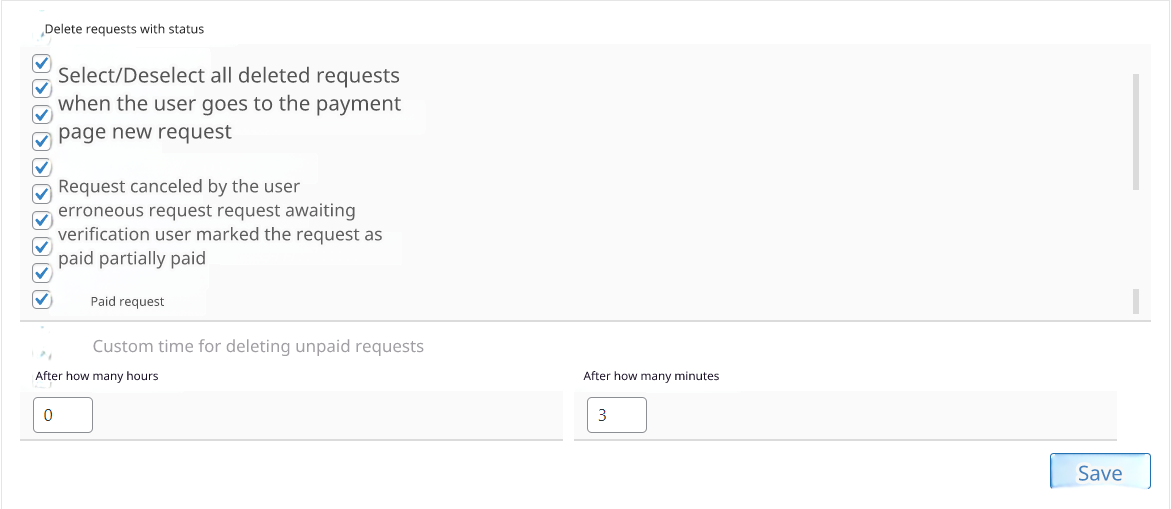 Delete requests with status
Select/Deselect all deleted requests
when the user goes to the payment
page new request
Request canceled by the user
erroneous request request awaiting
verification user marked the request as
paid partially paid
Paid request
Custom time for deleting unpaid requests
After how many hours
After how many minutes
0
3
Save